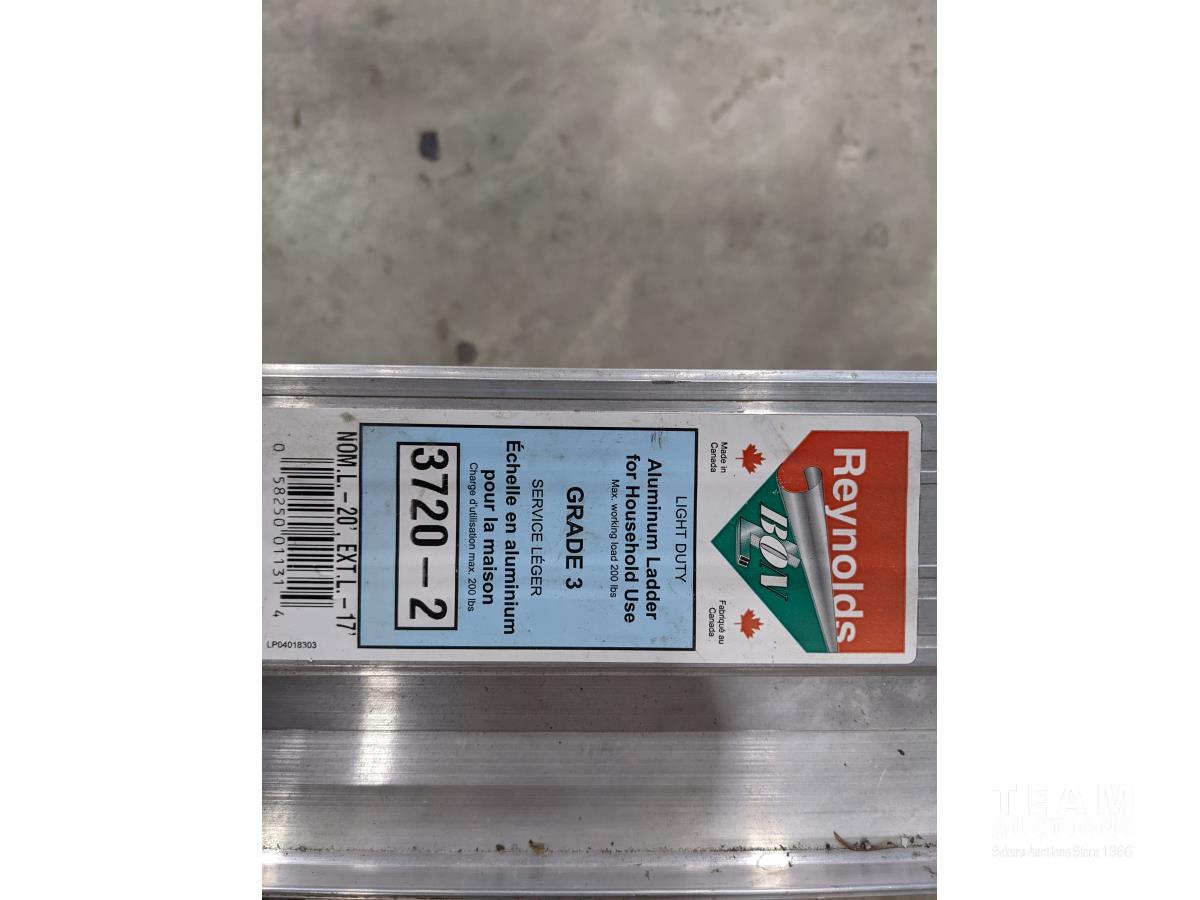 Reynolds
BON
Made in
Canada
Fabriqué au
Canada
LIGHT DUTY
Aluminum Ladder
for Household Use
Max. working load 200 lbs
GRADE 3
SERVICE LÉGER
Échelle en aluminium
pour la maison
Charge d'utilisation max. 200 lbs
3720—2
NOM.L.-20'. EXT.L.-17'
0 58250 01131 4
LP04018303
TEAM
AUCTIONS
Sekura Auctions Since 1966